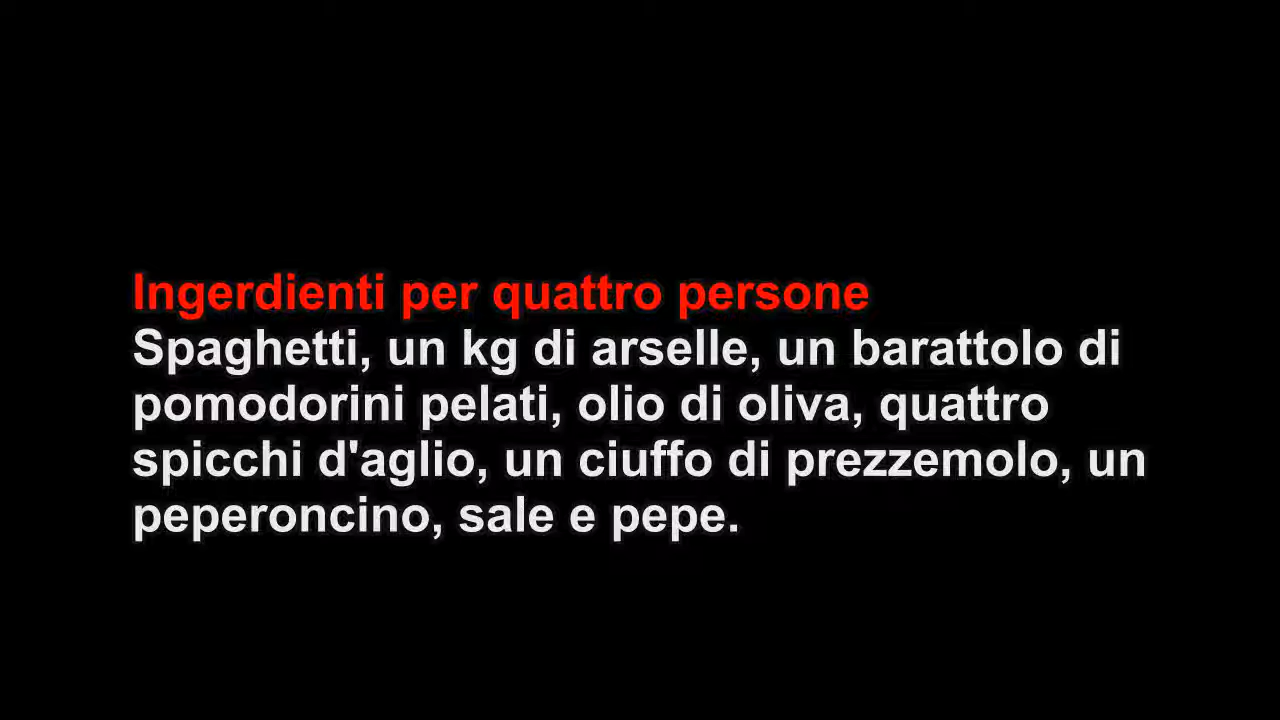 Ingerdienti per quattro persone
Spaghetti, un kg di arselle, un barattolo di
pomodorini pelati, olio di oliva, quattro
spicchi d'aglio, un ciuffo di prezzemolo, un
peperoncino, sale e pepe.